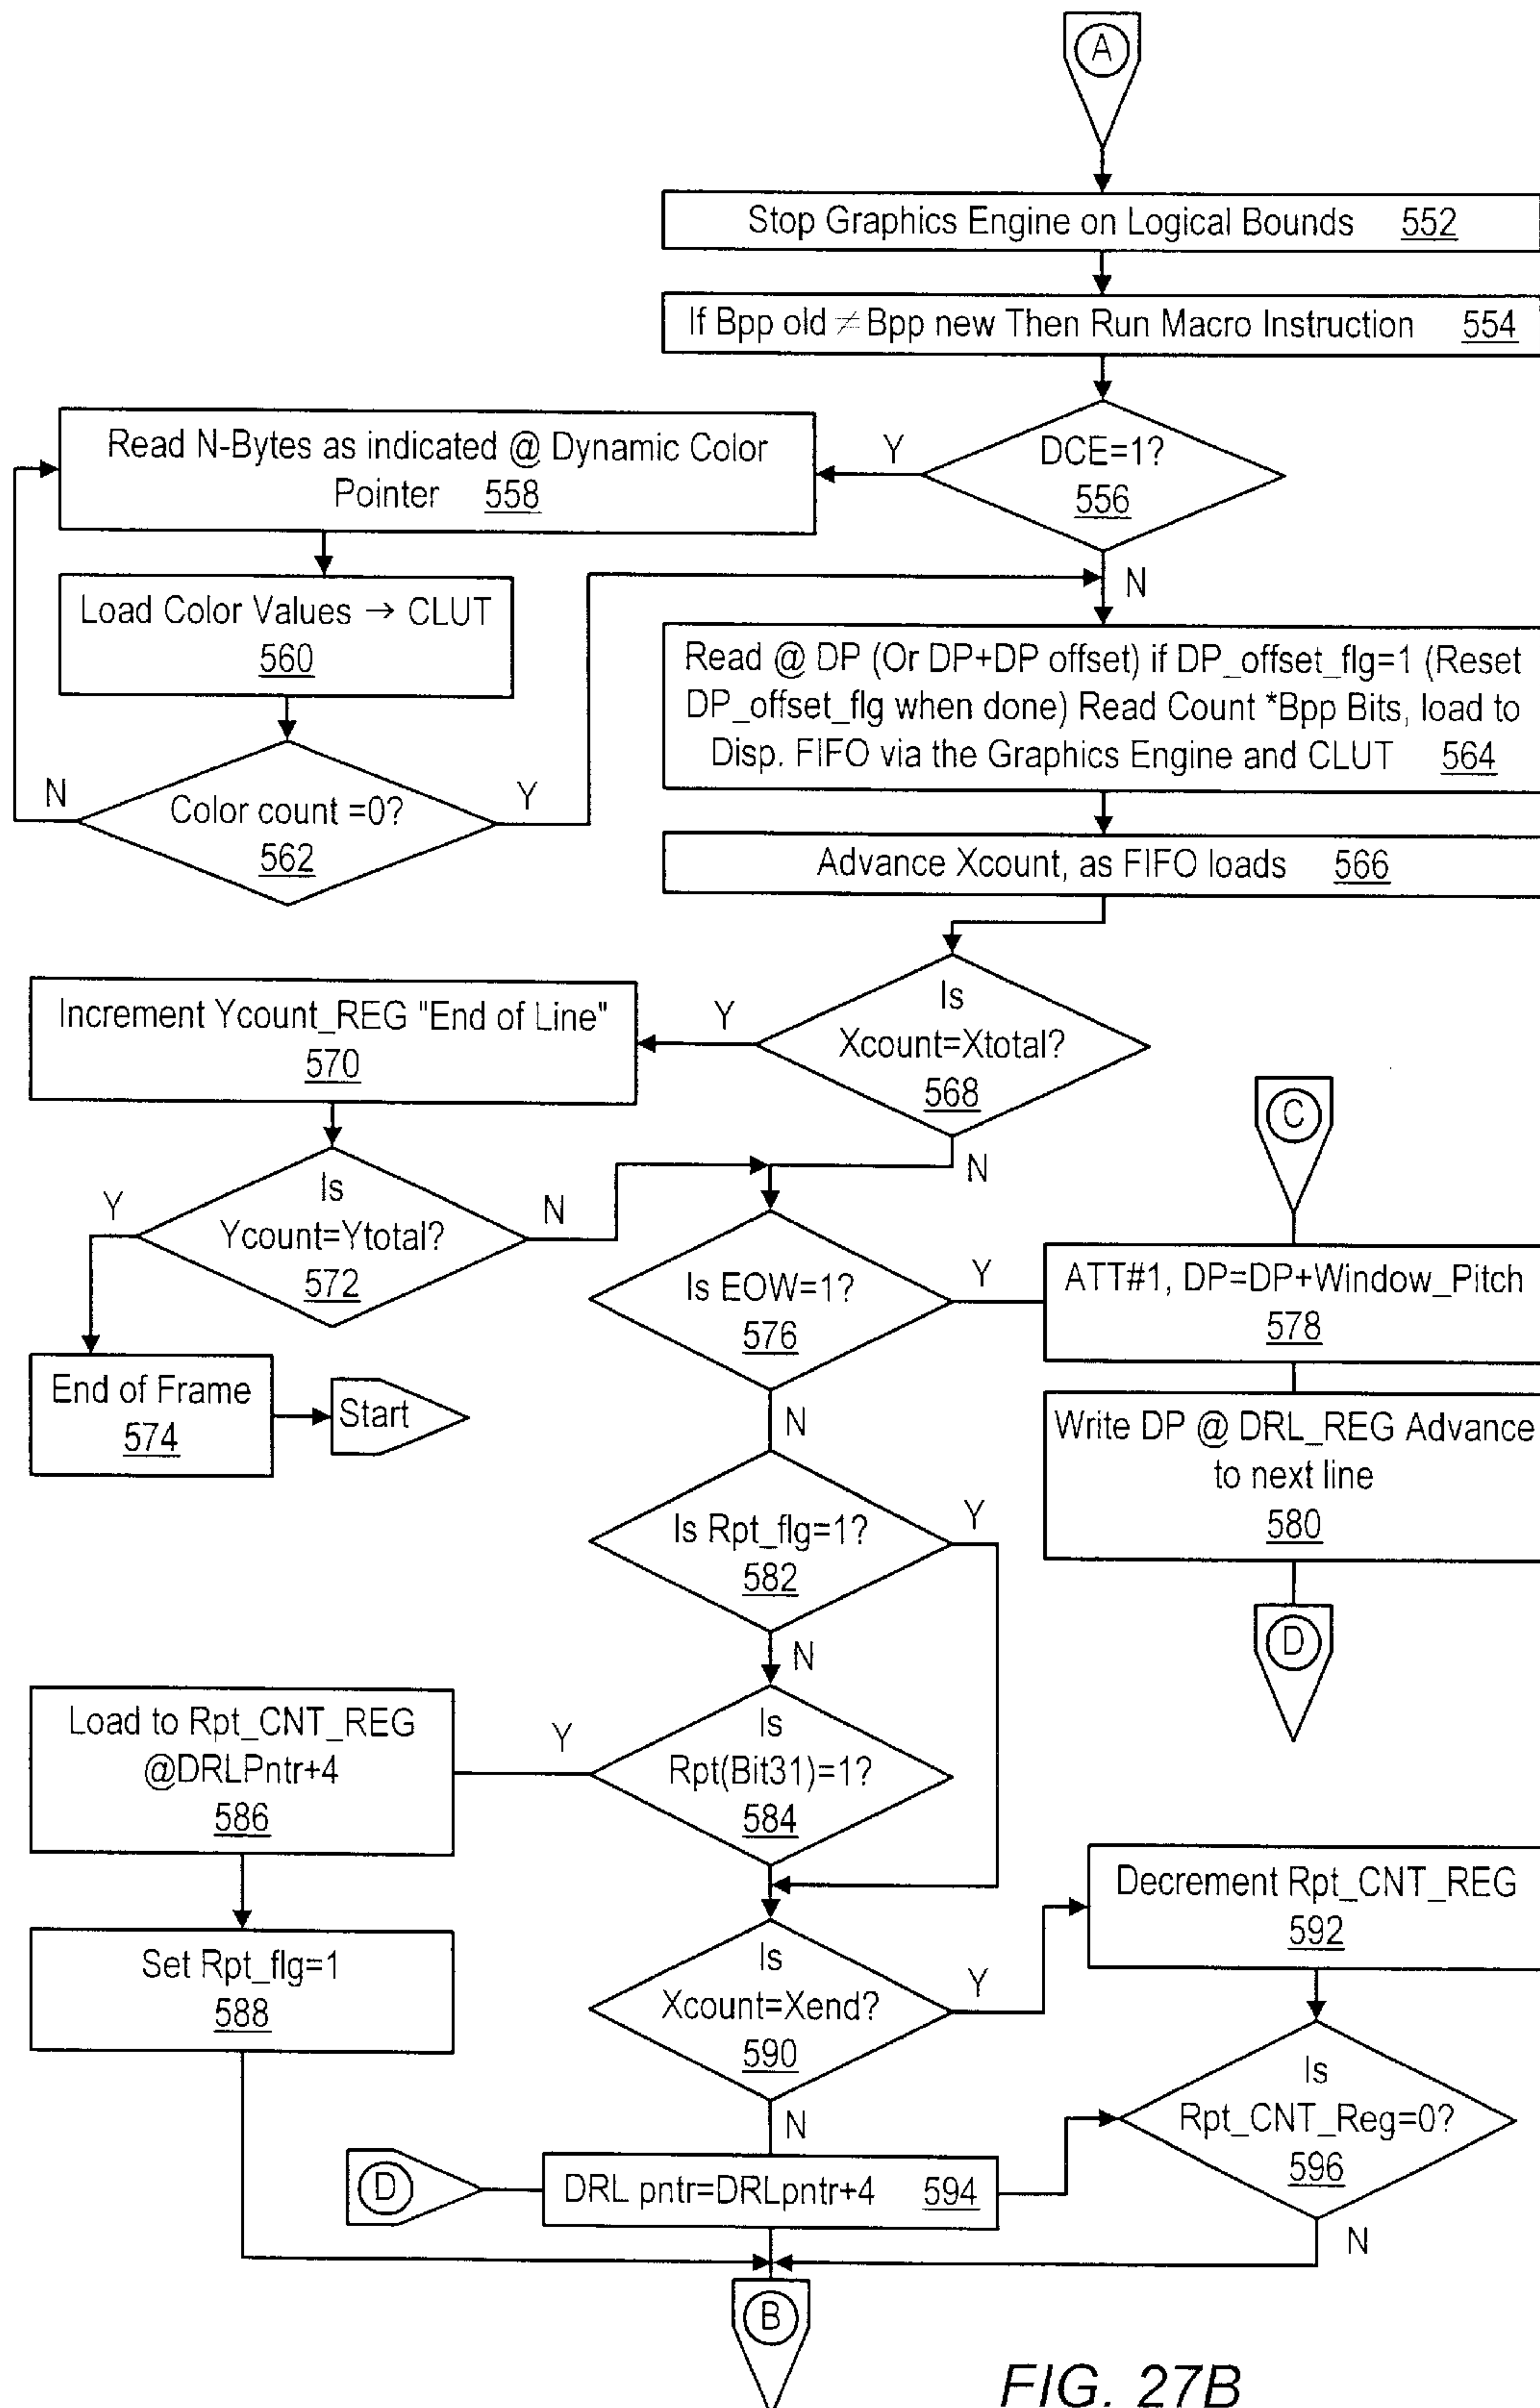 A
Stop Graphics Engine on Logical Bounds 552
If Bpp old ≠ Bpp new Then Run Macro Instruction 554
DCE=1?
556
Y
N
Read N-Bytes as indicated @ Dynamic Color
Pointer 558
Load Color Values → CLUT
560
Color count =0?
562
N
Y
Read @ DP (Or DP+DP offset) if DP_offset_flg=1 (Reset
DP_offset_flg when done) Read Count *Bpp Bits, load to
Disp. FIFO via the Graphics Engine and CLUT 564
Advance Xcount, as FIFO loads 566
Is
Xcount=Xtotal?
568
Y
N
Increment Ycount_REG "End of Line"
570
Is
Ycount=Ytotal?
572
Y
N
End of Frame
574
Start
Is EOW=1?
576
Y
N
C
ATT#1, DP=DP+Window_Pitch
578
Write DP @ DRL_REG Advance
to next line
580
D
Is Rpt_flg=1?
582
Y
N
Is
Rpt(Bit31)=1?
584
Y
Load to Rpt_CNT_REG
@DRLPntr+4
586
Set Rpt_flg=1
588
Is
Xcount=Xend?
590
Y
N
Decrement Rpt_CNT_REG
592
D
DRL pntr=DRLpntr+4 594
Is
Rpt_CNT_Reg=0?
596
N
B
FIG. 27B